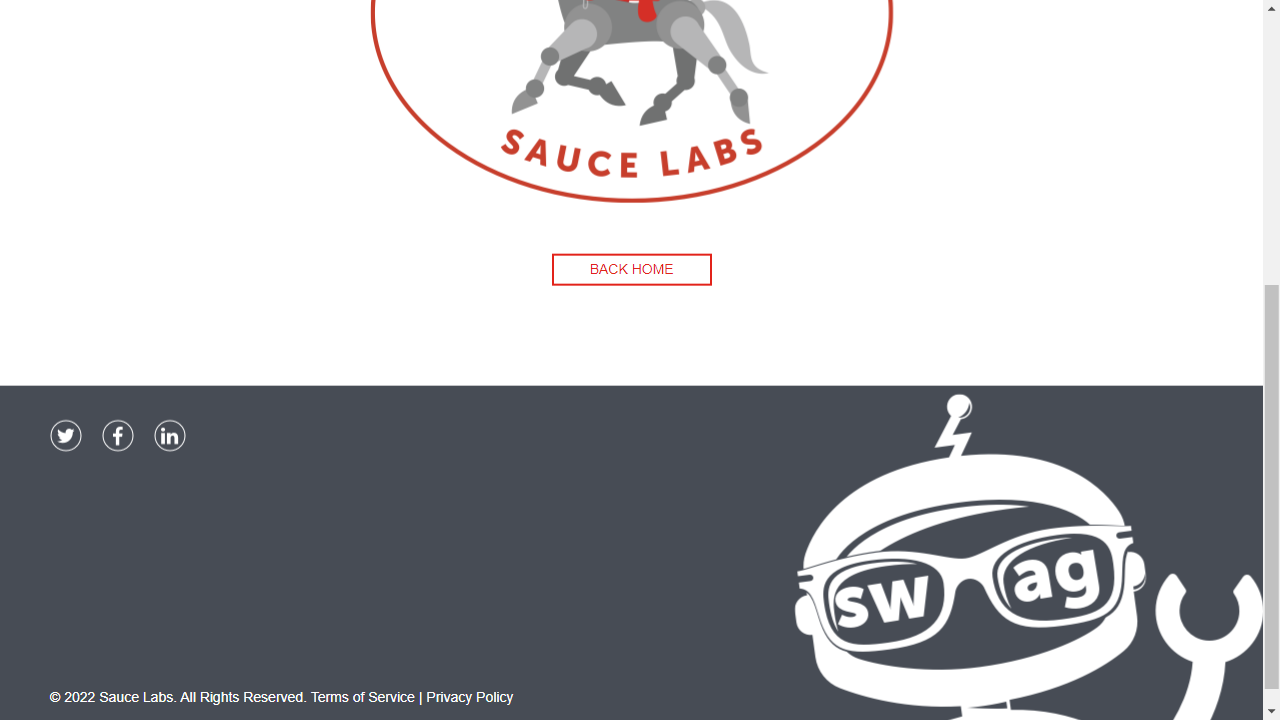 SAUCE LABS
BACK HOME
sw ag
© 2022 Sauce Labs. All Rights Reserved. Terms of Service | Privacy Policy